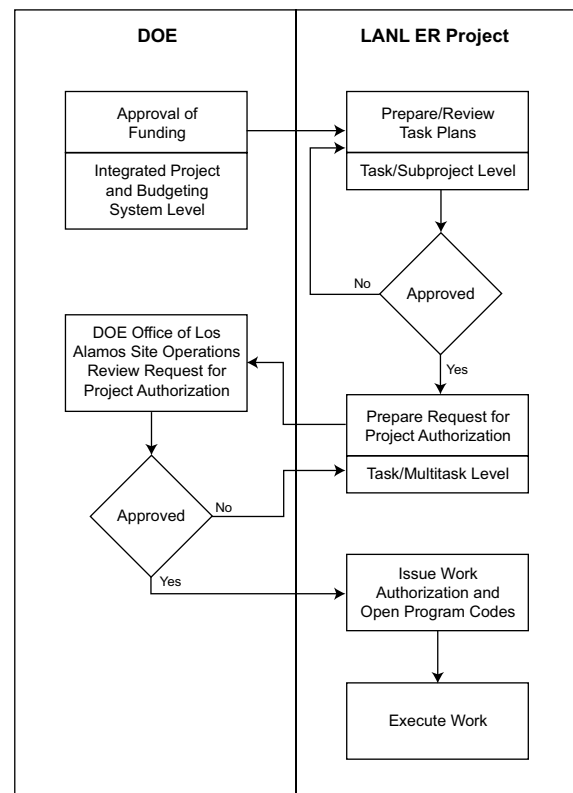 DOE
LANL ER Project
Approval of
Funding
Integrated Project
and Budgeting
System Level
Prepare/Review
Task Plans
Task/Subproject Level
No
Approved
Yes
DOE Office of Los
Alamos Site Operations
Review Request for
Project Authorization
Prepare Request for
Project Authorization
Task/Multitask Level
Approved
No
Yes
Issue Work
Authorization and
Open Program Codes
Execute Work